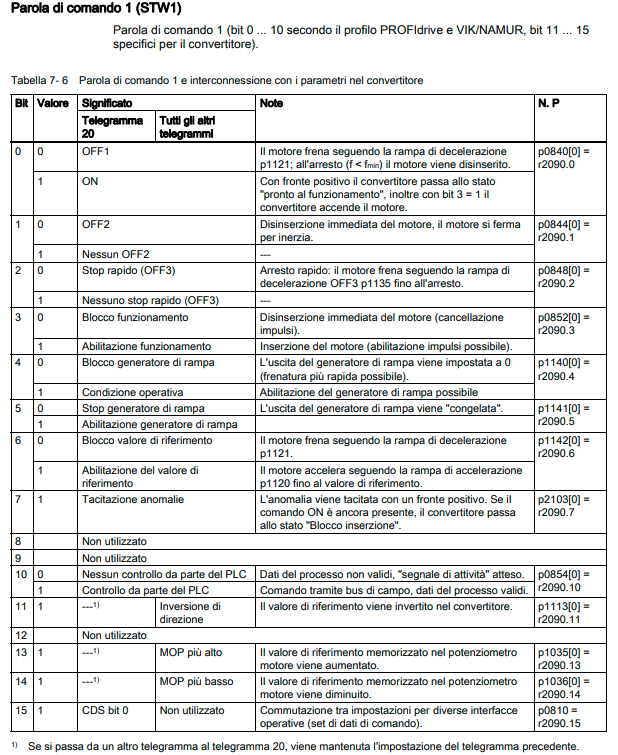 Parola di comando 1 (STW1)
Parola di comando 1 (bit 0 ... 10 secondo il profilo PROFIdrive e VIK/NAMUR, bit 11 ... 15
specifici per il convertitore).
Tabella 7- 6 Parola di comando 1 e interconnessione con i parametri nel convertitore
Bit Valore Significato Note N. P
Telegramma 20 Tutti gli altri telegrammi
0 0 OFF1 Il motore frena seguendo la rampa di decelerazione p0840[0] =
p1121; all'arresto (f < fmin) il motore viene disinserito. r2090.0
1 ON Con fronte positivo il convertitore passa allo stato
"pronto al funzionamento", inoltre con bit 3 = 1 il
convertitore accende il motore.
1 0 OFF2 Disinserzione immediata del motore, il motore si ferma p0844[0] =
per inerzia. r2090.1
1 Nessun OFF2 ---
2 0 Stop rapido (OFF3) Arresto rapido: il motore frena seguendo la rampa di p0848[0] =
decelerazione OFF3 p1135 fino all'arresto. r2090.2
1 Nessuno stop rapido (OFF3) ---
3 0 Blocco funzionamento Disinserzione immediata del motore (cancellazione p0852[0] =
impulsi). r2090.3
1 Abilitazione funzionamento Inserzione del motore (abilitazione impulsi possibile).
4 0 Blocco generatore di rampa L'uscita del generatore di rampa viene impostata a 0 p1140[0] =
(frenatura più rapida possibile). r2090.4
1 Condizione operativa Abilitazione del generatore di rampa possibile
5 0 Stop generatore di rampa L'uscita del generatore di rampa viene "congelata". p1141[0] =
1 Abilitazione generatore di rampa r2090.5
6 0 Blocco valore di riferimento Il motore frena seguendo la rampa di decelerazione p1142[0] =
p1121. r2090.6
1 Abilitazione del valore di Il motore accelera seguendo la rampa di accelerazione
riferimento p1120 fino al valore di riferimento.
7 1 Tacitazione anomalie L'anomalia viene tacitata con un fronte positivo. Se il p2103[0] =
comando ON è ancora presente, il convertitore passa r2090.7
allo stato "Blocco inserzione".
8 Non utilizzato
9 Non utilizzato
10 0 Nessun controllo da parte del PLC Dati del processo non validi, "segnale di attività" atteso. p0854[0] =
1 Controllo da parte del PLC Comando tramite bus di campo, dati del processo validi. r2090.10
11 1 ---1) Inversione di Il valore di riferimento viene invertito nel convertitore. p1113[0] =
direzione r2090.11
12 Non utilizzato
13 1 ---1) MOP più alto Il valore di riferimento memorizzato nel potenziometro p1035[0] =
motore viene aumentato. r2090.13
14 1 ---1) MOP più basso Il valore di riferimento memorizzato nel potenziometro p1036[0] =
motore viene diminuito. r2090.14
15 1 CDS bit 0 Non utilizzato Commutazione tra impostazioni per diverse interfacce p0810 =
operative (set di dati di comando). r2090.15
1) Se si passa da un altro telegramma al telegramma 20, viene mantenuta l'impostazione del telegramma precedente.